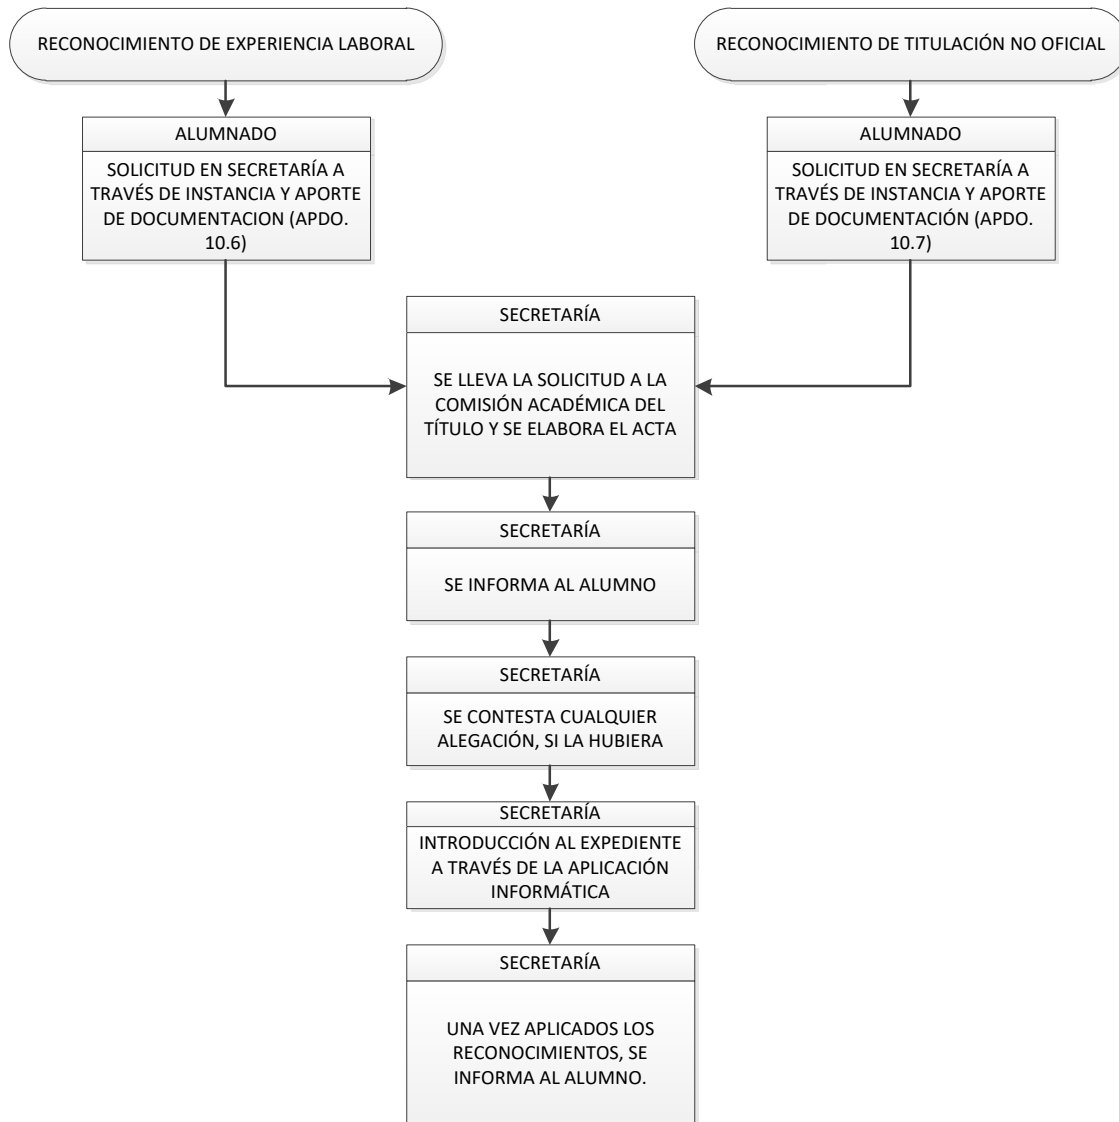 RECONOCIMIENTO DE EXPERIENCIA LABORAL
RECONOCIMIENTO DE TITULACIÓN NO OFICIAL
ALUMNADO
SOLICITUD EN SECRETARÍA A
TRAVÉS DE INSTANCIA Y APORTE
DE DOCUMENTACION (APDO.
10.6)
ALUMNADO
SOLICITUD EN SECRETARÍA A
TRAVÉS DE INSTANCIA Y APORTE
DE DOCUMENTACIÓN (APDO.
10.7)
SECRETARÍA
SE LLEVA LA SOLICITUD A LA
COMISIÓN ACADÉMICA DEL
TÍTULO Y SE ELABORA EL ACTA
SECRETARÍA
SE INFORMA AL ALUMNO
SECRETARÍA
SE CONTESTA CUALQUIER
ALEGACIÓN, SI LA HUBIERA
SECRETARÍA
INTRODUCCIÓN AL EXPEDIENTE
A TRAVÉS DE LA APLICACIÓN
INFORMÁTICA
SECRETARÍA
UNA VEZ APLICADOS LOS
RECONOCIMIENTOS, SE
INFORMA AL ALUMNO.